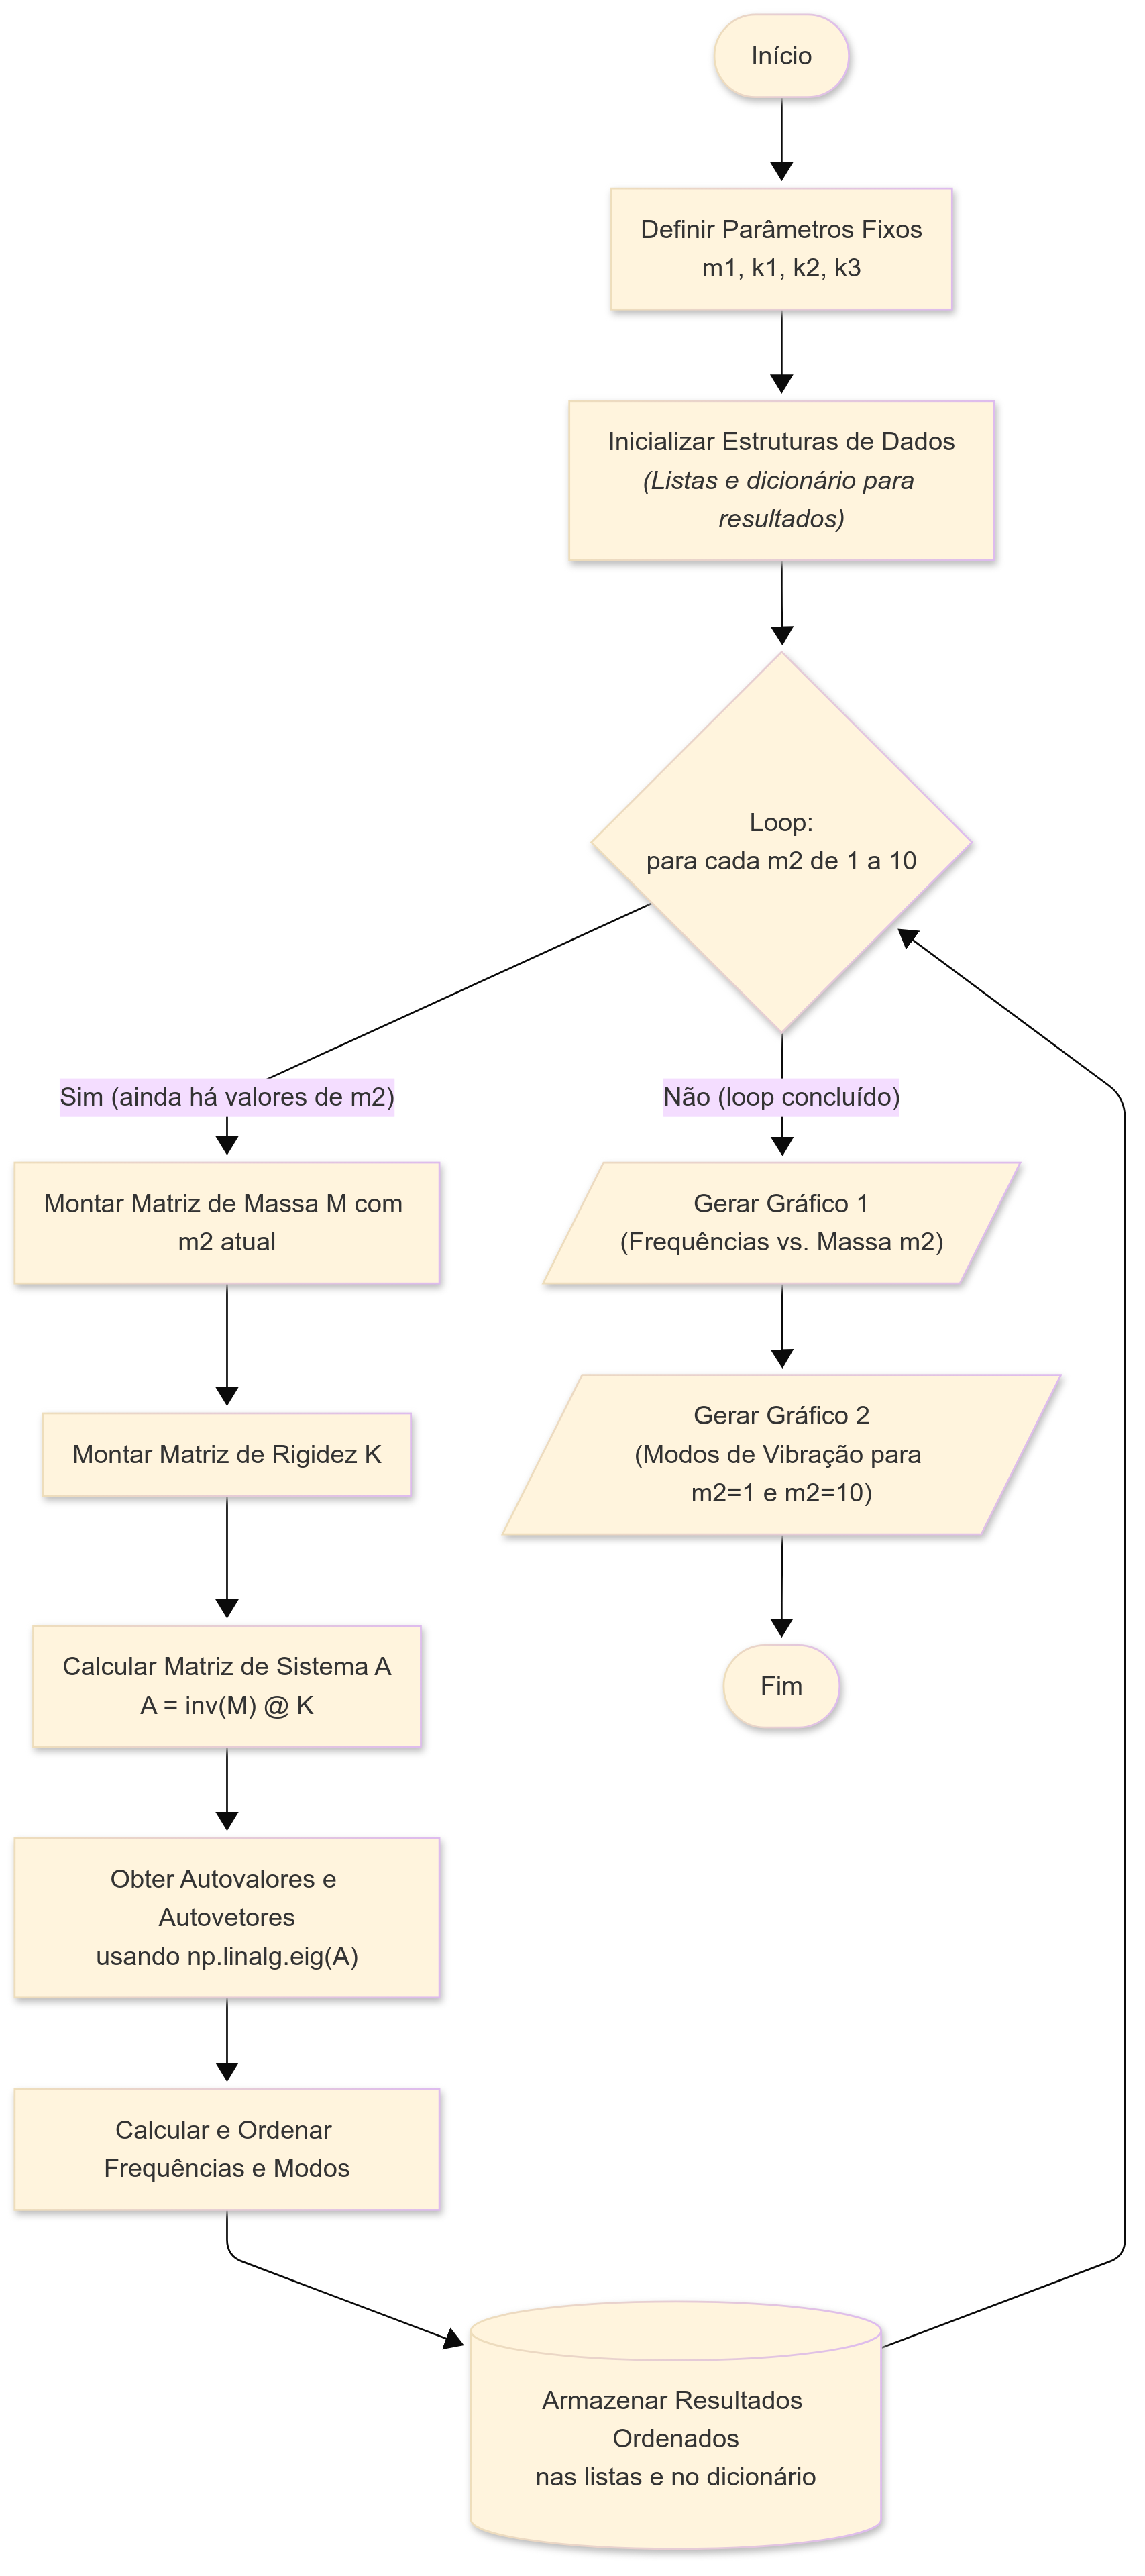 Início
Definir Parâmetros Fixos
m1, k1, k2, k3
Inicializar Estruturas de Dados
(Listas e dicionário para
resultados)
Loop:
para cada m2 de 1 a 10
Sim (ainda há valores de m2)
Não (loop concluído)
Montar Matriz de Massa M com
m2 atual
Gerar Gráfico 1
(Frequências vs. Massa m2)
Montar Matriz de Rigidez K
Gerar Gráfico 2
(Modos de Vibração para
m2=1 e m2=10)
Calcular Matriz de Sistema A
A = inv(M) @ K
Fim
Obter Autovalores e
Autovetores
usando np.linalg.eig(A)
Calcular e Ordenar
Frequências e Modos
Armazenar Resultados
Ordenados
nas listas e no dicionário